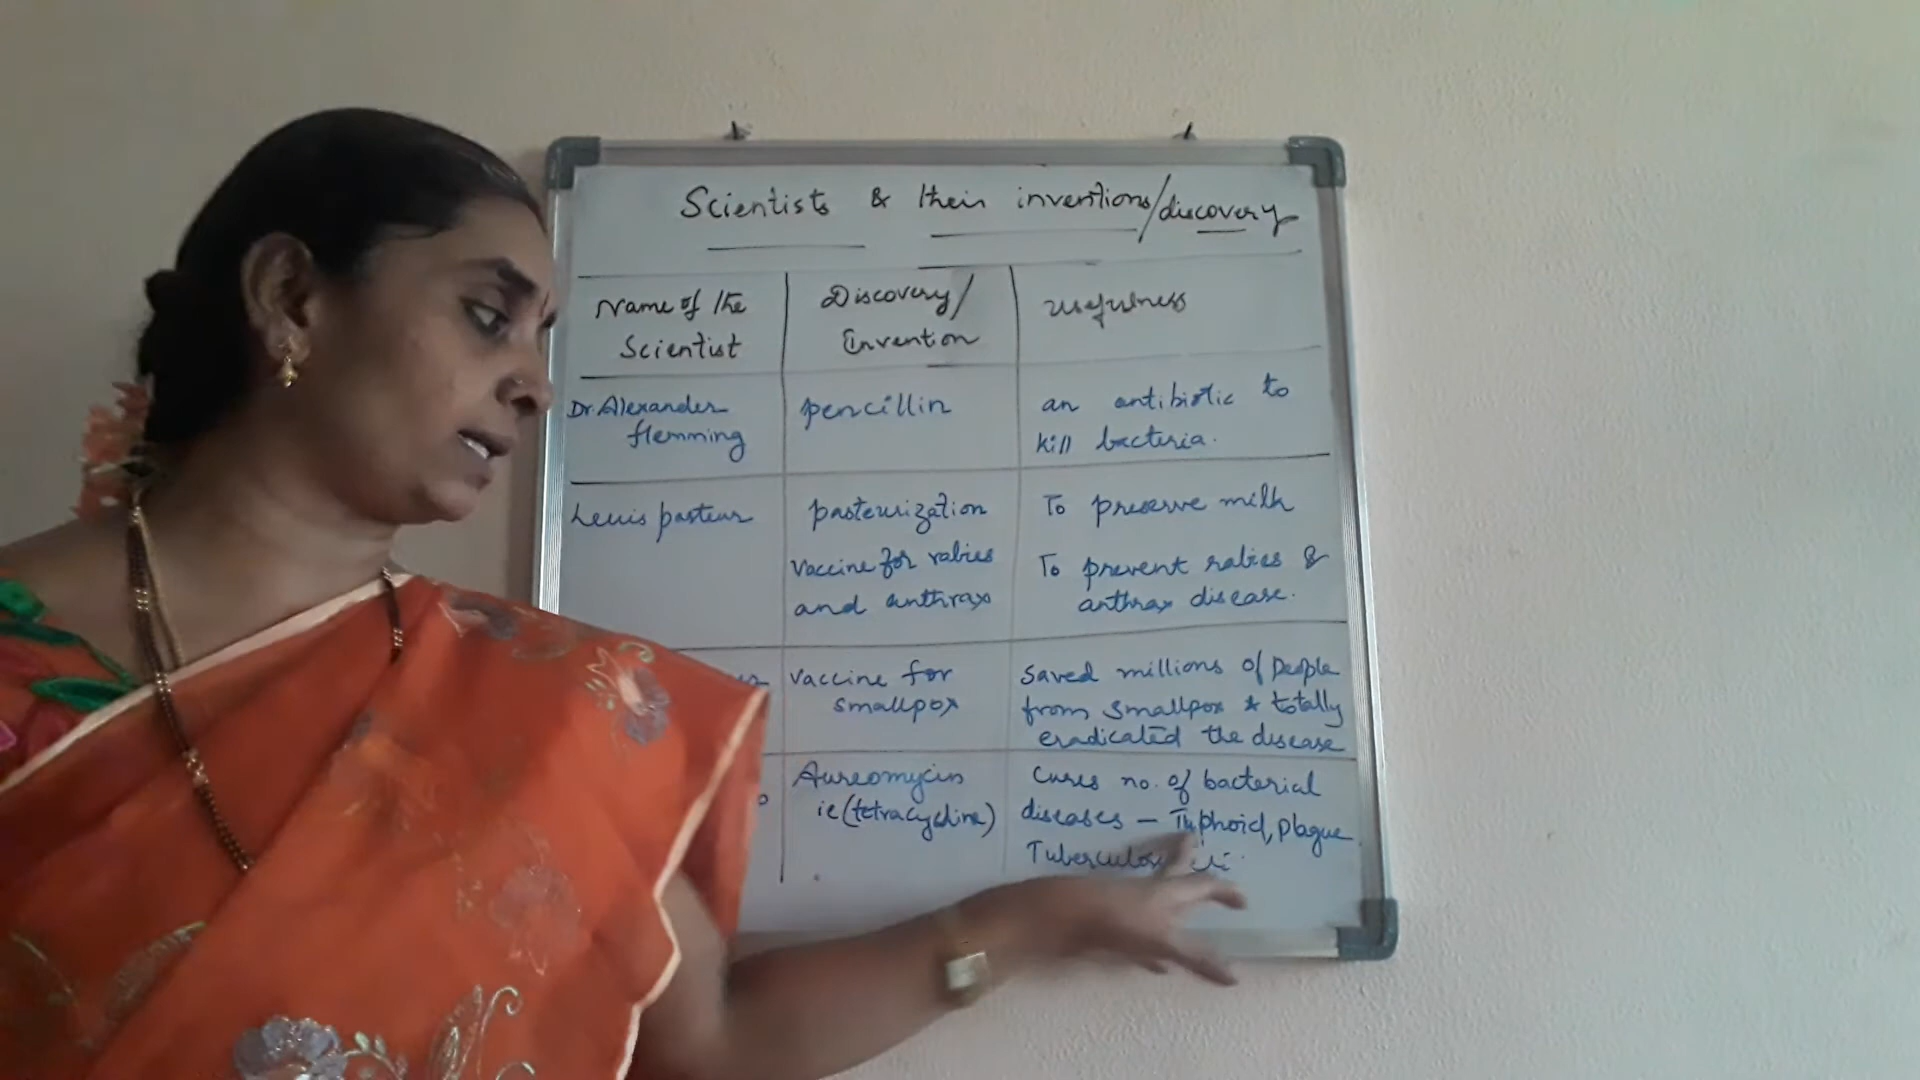 Scientists & their inventions/discovery
Name of the Scientist
Discovery/ Invention
Usefulness
Dr. Alexander flemming
pencillin
an antibiotic to
kill bacteria.
Leuis pasteur
pasteurization
To preserve milk
Vaccine for rabies
and anthrax
To prevent rabies &
anthrax disease.
Vaccine for
smallpox
Saved millions of people
from smallpox & totally
eradicated the disease
Aureomycin
ie (tetracycline)
Cures no. of bacterial
diseases – Typhoid, Plague